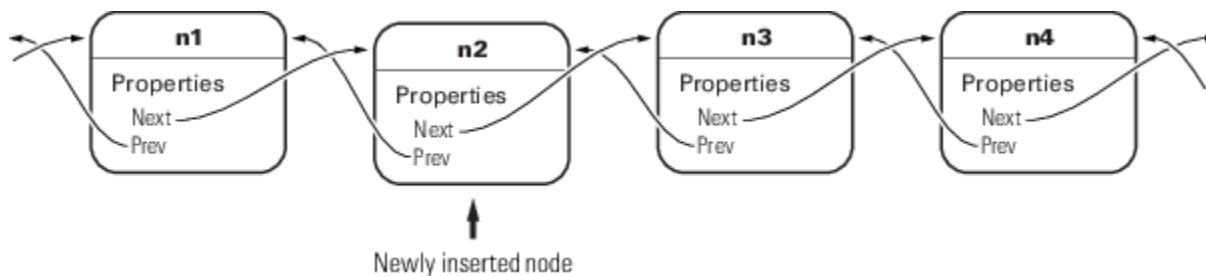 n1
Properties
Next
Prev
n2
Properties
Next
Prev
n3
Properties
Next
Prev
n4
Properties
Next
Prev
Newly inserted node